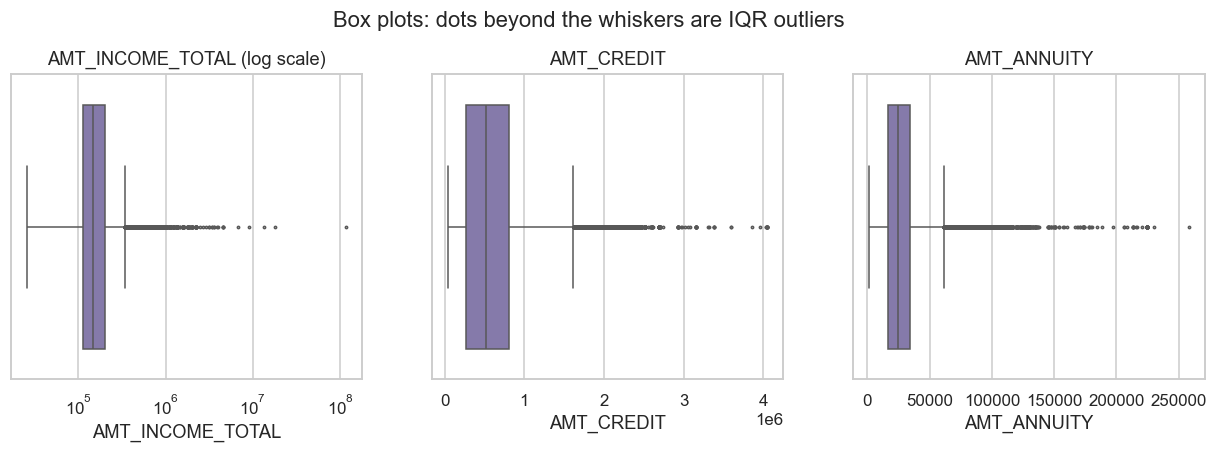 Box plots: dots beyond the whiskers are IQR outliers
AMT_INCOME_TOTAL (log scale)
10^5 10^6 10^7 10^8
AMT_INCOME_TOTAL
AMT_CREDIT
0 1 2 3 4
1e6
AMT_CREDIT
AMT_ANNUITY
0 50000 100000 150000 200000 250000
AMT_ANNUITY